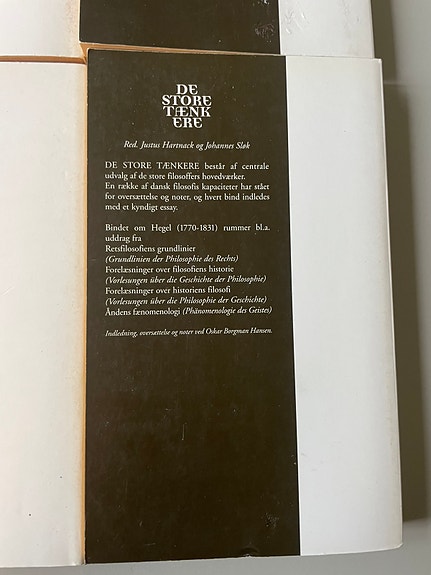 DE
STORE
TÆNK
ERE
Red. Justus Hartnack og Johannes Sløk
DE STORE TÆNKERE består af centrale
udvalg af de store filosoffers hovedværker.
En række af dansk filosofis kapaciteter har stået
for oversættelse og noter, og hvert bind indledes
med et kyndigt essay.
Bindet om Hegel (1770-1831) rummer bl.a.
uddrag fra
Retsfilosofiens grundlinier
(Grundlinien der Philosophie des Rechts)
Forelæsninger over filosofiens historie
(Vorlesungen über die Geschichte der Philosophie)
Forelæsninger over historiens filosofi
(Vorlesungen über die Philosophie der Geschichte)
Åndens fænomenologi (Phänomenologie des Geistes)
Indledning, oversættelse og noter ved Oskar Borgman Hansen.